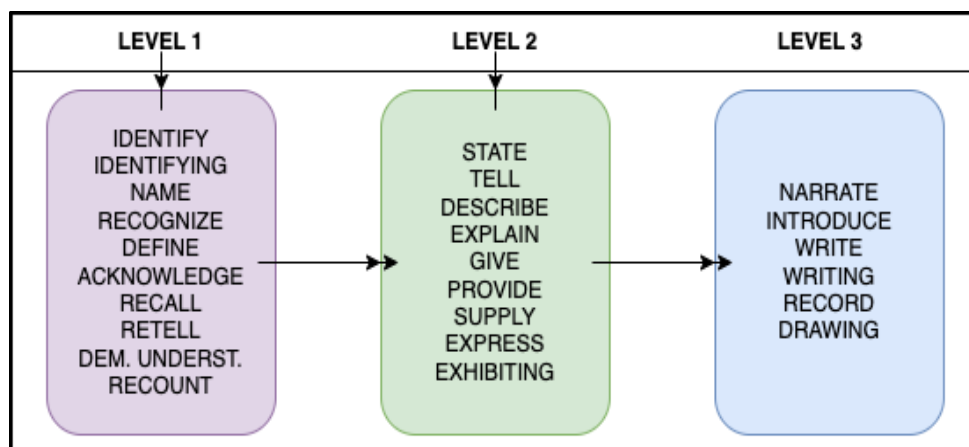 LEVEL 1
LEVEL 2
LEVEL 3
IDENTIFY
IDENTIFYING
NAME
RECOGNIZE
DEFINE
ACKNOWLEDGE
RECALL
RETELL
DEM. UNDERST.
RECOUNT
STATE
TELL
DESCRIBE
EXPLAIN
GIVE
PROVIDE
SUPPLY
EXPRESS
EXHIBITING
NARRATE
INTRODUCE
WRITE
WRITING
RECORD
DRAWING